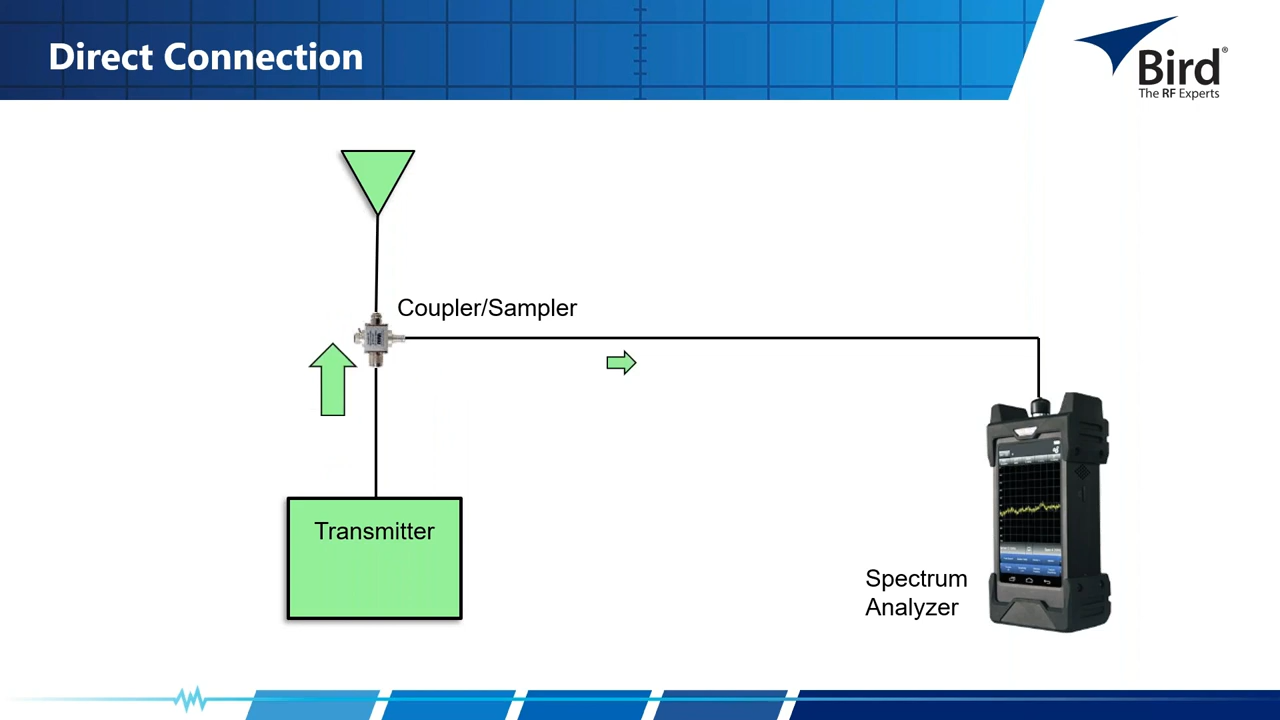 Direct Connection
Bird®
The RF Experts
Coupler/Sampler
Transmitter
Spectrum
Analyzer